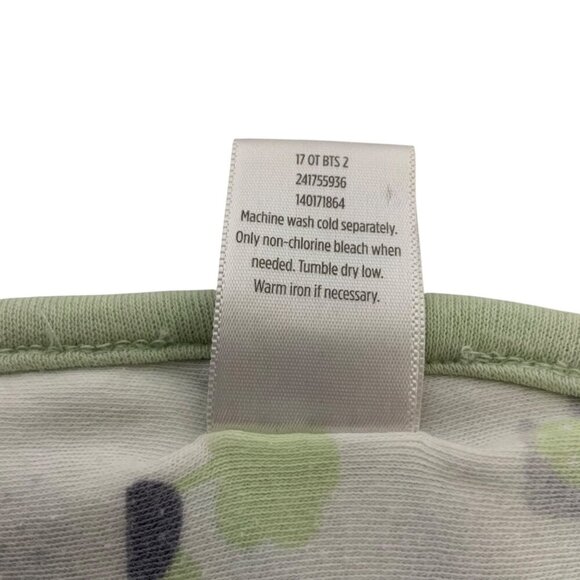 17 OT BTS 2
241755936
140171864
Machine wash cold separately.
Only non-chlorine bleach when
needed. Tumble dry low.
Warm iron if necessary.